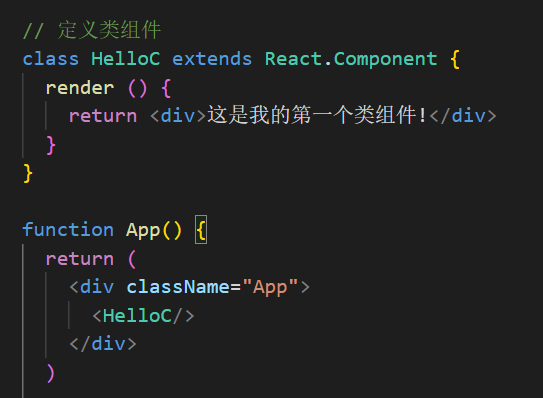 // 定义类组件
class HelloC extends React.Component {
  render () {
    return <div>这是我的第一个类组件!</div>
  }
}

function App() {
  return (
    <div className="App">
      <HelloC/>
    </div>
  )